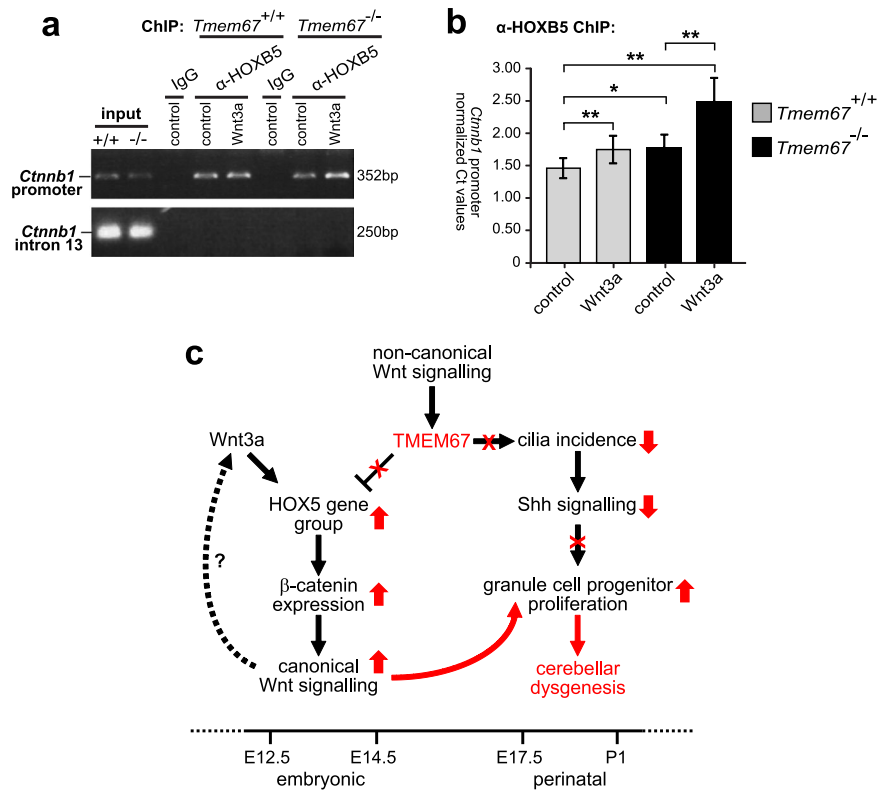 a
ChIP: Tmem67+/+ Tmem67-/-
IgG α-HOXB5 IgG α-HOXB5
input
+/+ -/- control control Wnt3a control control Wnt3a
Ctnnb1
promoter
352bp
Ctnnb1
intron 13
250bp
b
α-HOXB5 ChIP:
**
**
*
**
Tmem67+/+
Tmem67-/-
Ctnnb1 promoter
normalized Ct values
3.00
2.50
2.00
1.50
1.00
0
control
Wnt3a
control
Wnt3a
c
non-canonical
Wnt signalling
Wnt3a
TMEM67
cilia incidence
HOX5 gene
group
Shh signalling
?
β-catenin
expression
granule cell progenitor
proliferation
canonical
Wnt signalling
cerebellar
dysgenesis
E12.5 E14.5 E17.5 P1
embryonic perinatal